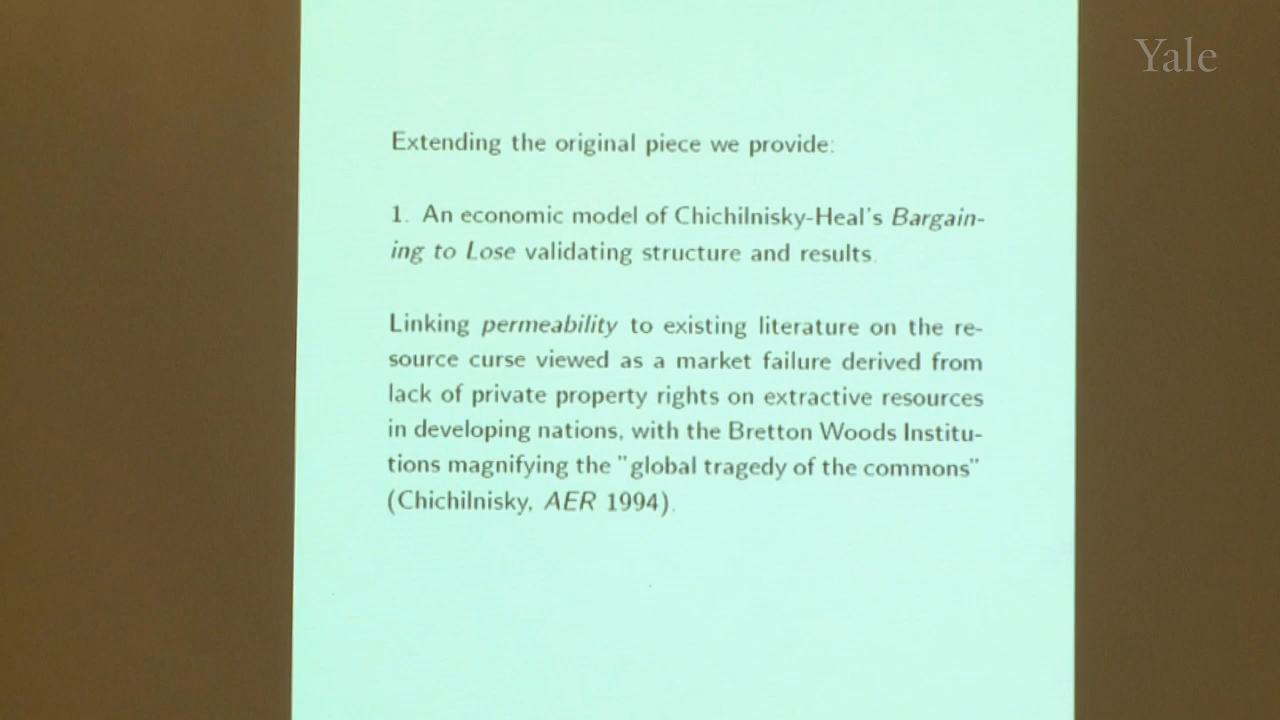 Yale
Extending the original piece we provide:
1. An economic model of Chichilnisky-Heal's Bargain-
ing to Lose validating structure and results.
Linking permeability to existing literature on the re-
source curse viewed as a market failure derived from
lack of private property rights on extractive resources
in developing nations, with the Bretton Woods Institu-
tions magnifying the "global tragedy of the commons"
(Chichilnisky, AER 1994).